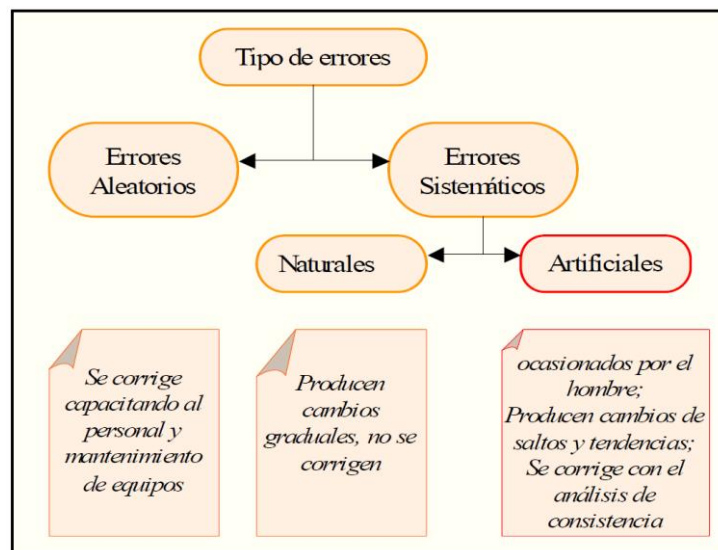 Tipo de errores
Errores
Aleatorios
Errores
Sistemáticos
Naturales
Artificiales
Se corrige
capacitando al
personal y
mantenimiento
de equipos
Producen
cambios
graduales, no se
corrigen
ocasionados por el
hombre;
Producen cambios de
saltos y tendencias;
Se corrige con el
análisis de
consistencia